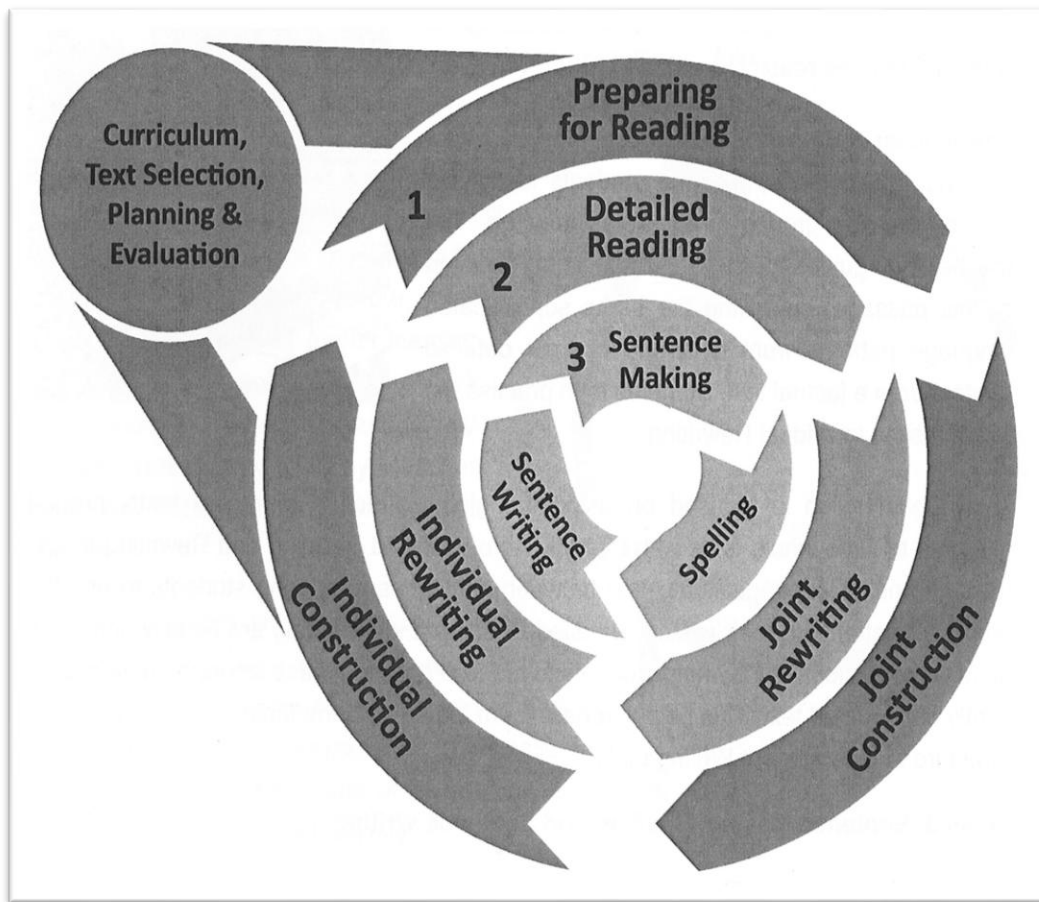 Curriculum,
Text Selection,
Planning &
Evaluation
Preparing
for Reading
1
Detailed
Reading
2
Sentence
Making
3
Sentence
Writing
Spelling
Individual
Rewriting
Joint
Rewriting
Individual
Construction
Joint
Construction